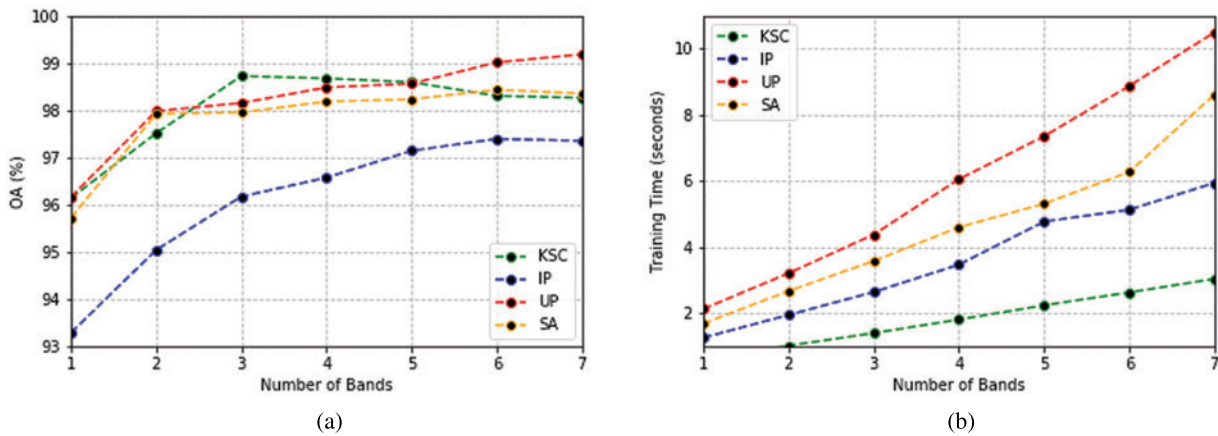 100
99
98
97
96
95
94
93
OA (%)
1 2 3 4 5 6 7
Number of Bands
KSC
IP
UP
SA
(a)
10
8
6
4
2
Training Time (seconds)
1 2 3 4 5 6 7
Number of Bands
KSC
IP
UP
SA
(b)